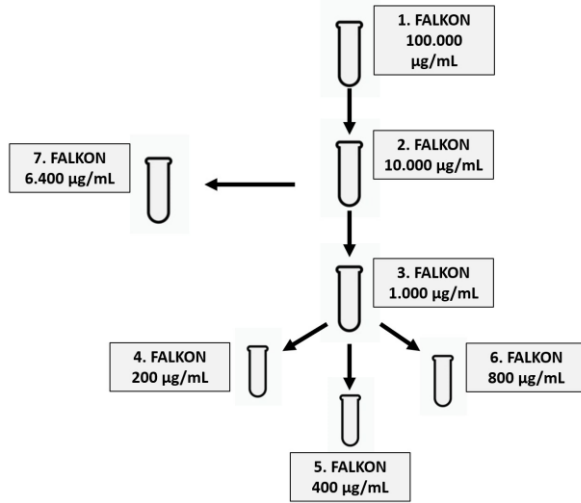 1. FALKON
100.000
µg/mL
2. FALKON
10.000 µg/mL
7. FALKON
6.400 µg/mL
3. FALKON
1.000 µg/mL
4. FALKON
200 µg/mL
6. FALKON
800 µg/mL
5. FALKON
400 µg/mL